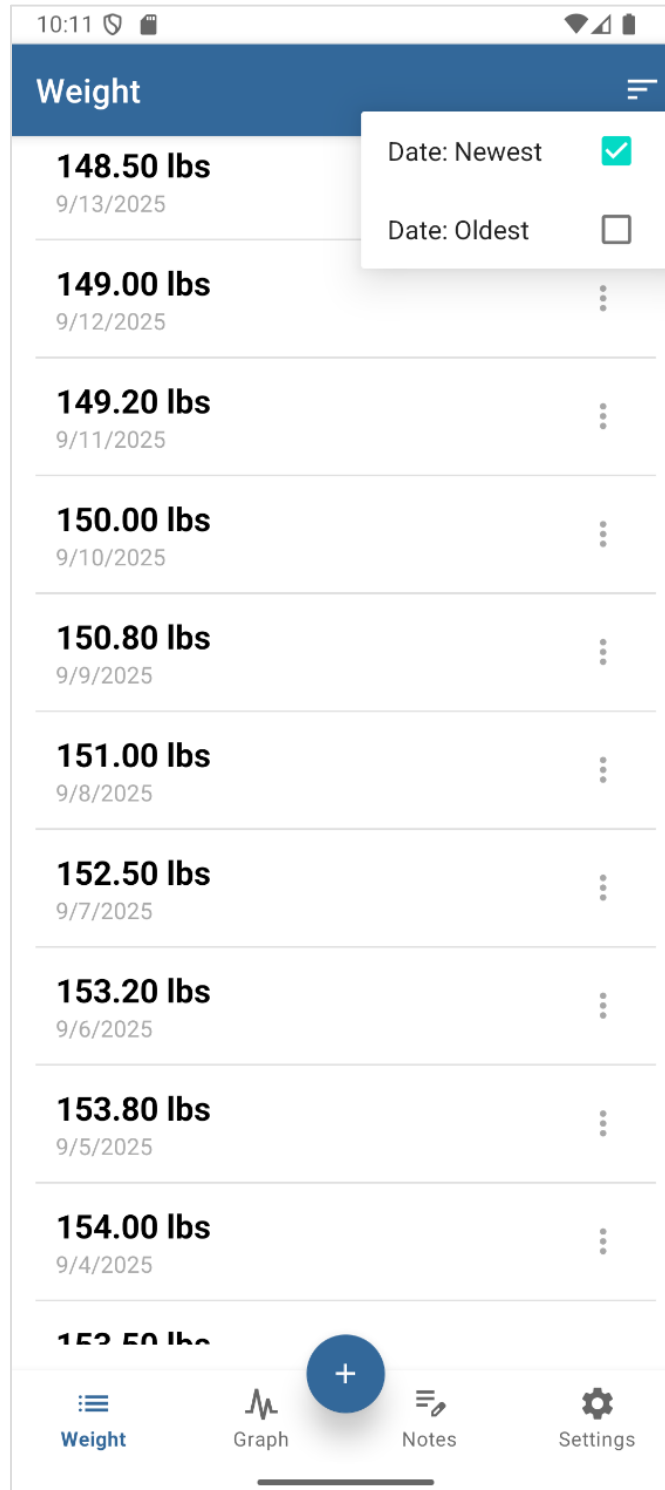 10:11
Weight
Date: Newest
Date: Oldest
148.50 lbs
9/13/2025
149.00 lbs
9/12/2025
149.20 lbs
9/11/2025
150.00 lbs
9/10/2025
150.80 lbs
9/9/2025
151.00 lbs
9/8/2025
152.50 lbs
9/7/2025
153.20 lbs
9/6/2025
153.80 lbs
9/5/2025
154.00 lbs
9/4/2025
153.50 lbs
+
Weight
Graph
Notes
Settings